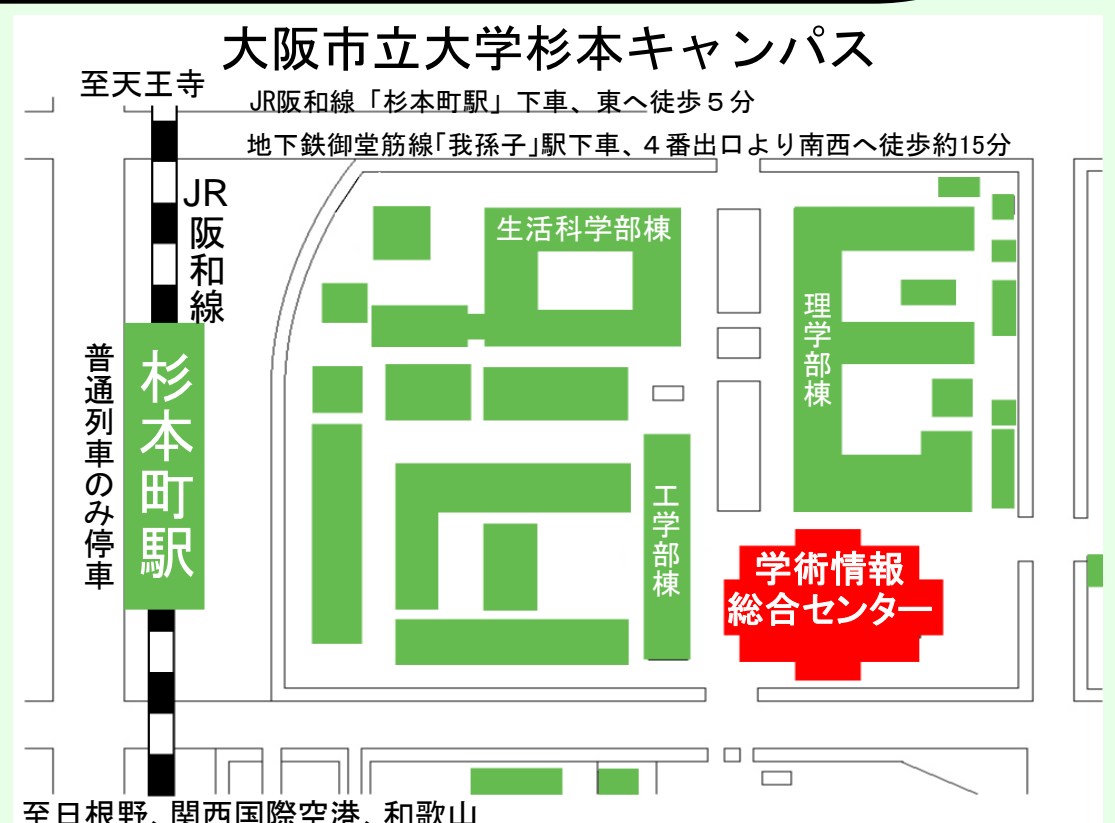 大阪市立大学杉本キャンパス
至天王寺
JR阪和線「杉本町駅」下車、東へ徒歩５分
地下鉄御堂筋線「我孫子」駅下車、４番出口より南西へ徒歩約15分
JR阪和線
生活科学部棟
理学部棟
普通列車のみ停車
杉本町駅
工学部棟
学術情報
総合センター
至日根野、関西国際空港、和歌山